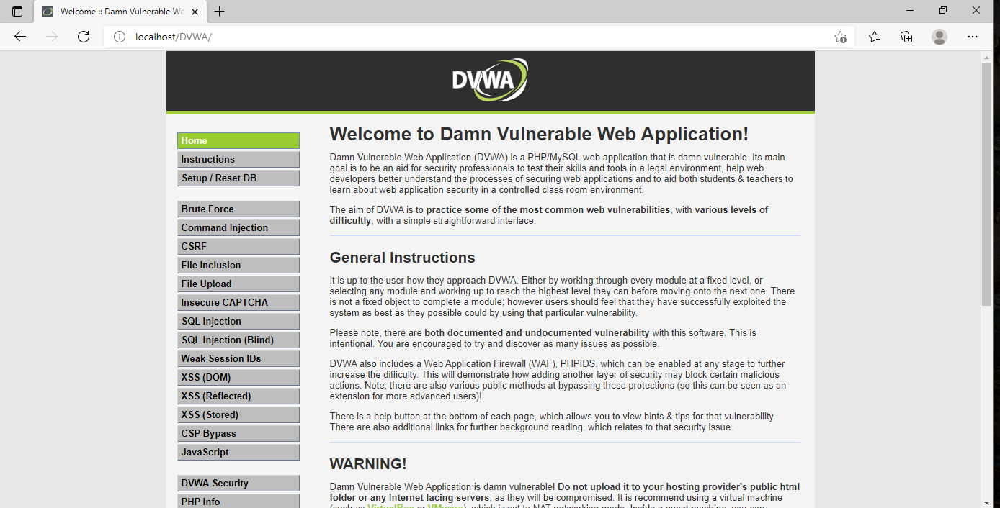 Welcome :: Damn Vulnerable We
localhost/DVWA/
DVWA
Home
Instructions
Setup / Reset DB
Brute Force
Command Injection
CSRF
File Inclusion
File Upload
Insecure CAPTCHA
SQL Injection
SQL Injection (Blind)
Weak Session IDs
XSS (DOM)
XSS (Reflected)
XSS (Stored)
CSP Bypass
JavaScript
DVWA Security
PHP Info
Welcome to Damn Vulnerable Web Application!
Damn Vulnerable Web Application (DVWA) is a PHP/MySQL web application that is damn vulnerable. Its main
goal is to be an aid for security professionals to test their skills and tools in a legal environment, help web
developers better understand the processes of securing web applications and to aid both students & teachers to
learn about web application security in a controlled class room environment.
The aim of DVWA is to practice some of the most common web vulnerabilities, with various levels of
difficultly, with a simple straightforward interface.
General Instructions
It is up to the user how they approach DVWA. Either by working through every module at a fixed level, or
selecting any module and working up to reach the highest level they can before moving onto the next one. There
is not a fixed object to complete a module; however users should feel that they have successfully exploited the
system as best as they possible could by using that particular vulnerability.
Please note, there are both documented and undocumented vulnerability with this software. This is
intentional. You are encouraged to try and discover as many issues as possible.
DVWA also includes a Web Application Firewall (WAF), PHPIDS, which can be enabled at any stage to further
increase the difficulty. This will demonstrate how adding another layer of security may block certain malicious
actions. Note, there are also various public methods at bypassing these protections (so this can be seen as an
extension for more advanced users)!
There is a help button at the bottom of each page, which allows you to view hints & tips for that vulnerability.
There are also additional links for further background reading, which relates to that security issue.
WARNING!
Damn Vulnerable Web Application is damn vulnerable! Do not upload it to your hosting provider's public html
folder or any Internet facing servers, as they will be compromised. It is recommend using a virtual machine
(such as VirtualBox or VMware), which is set to NAT networking mode. Inside a guest machine, you can